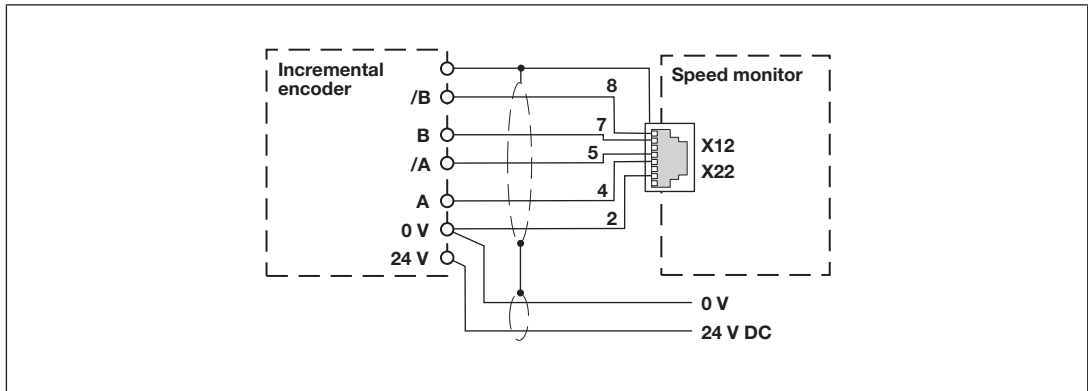 Incremental
encoder
Speed monitor
/B
8
B
7
/A
5
X12
X22
A
4
0 V
2
24 V
0 V
24 V DC